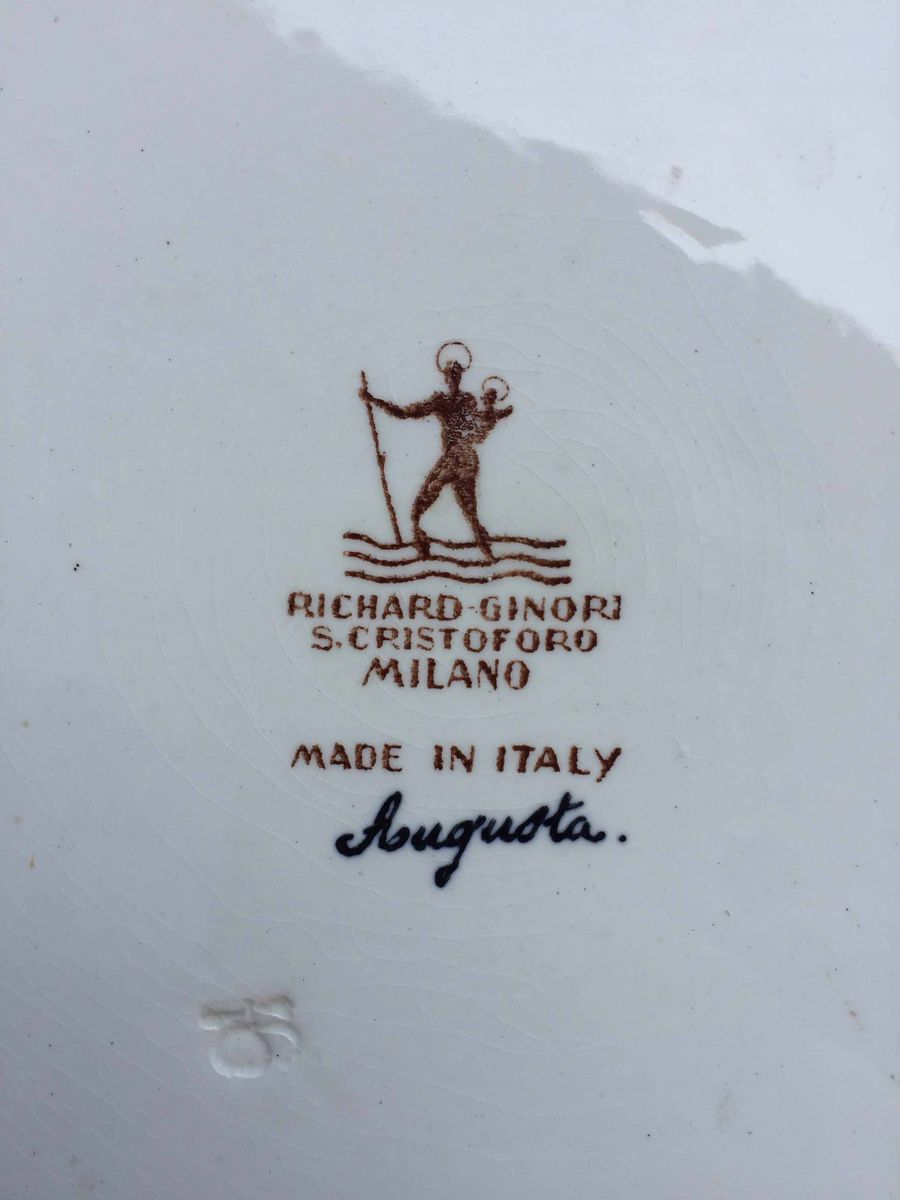 RICHARD-GINORI
S. CRISTOFORO
MILANO
MADE IN ITALY
Augusta.